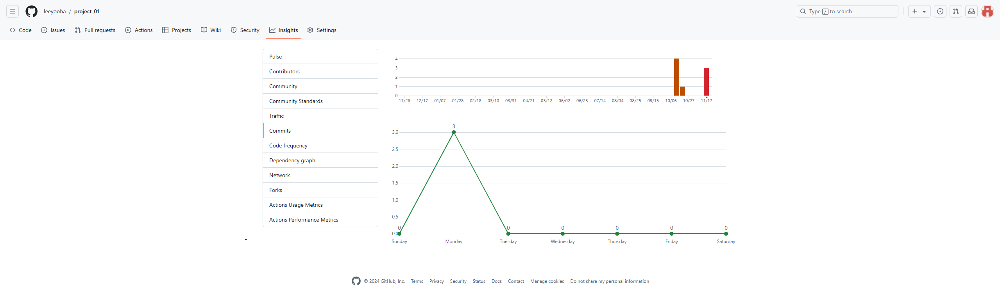 leeyooha / project_01
Type / to search
Code Issues Pull requests Actions Projects Wiki Security Insights Settings
Pulse
Contributors
Community
Community Standards
Traffic
Commits
Code frequency
Dependency graph
Network
Forks
Actions Usage Metrics
Actions Performance Metrics
4
3
2
1
0
11/26 12/17 01/07 01/28 02/18 03/10 03/31 04/21 05/12 06/02 06/23 07/14 08/04 08/25 09/15 10/06 10/27 11/17
3
3.0
2.5
2.0
1.5
1.0
0.5
0 0 0 0 0 0
0.0
Sunday Monday Tuesday Wednesday Thursday Friday Saturday
© 2024 GitHub, Inc. Terms Privacy Security Status Docs Contact Manage cookies Do not share my personal information